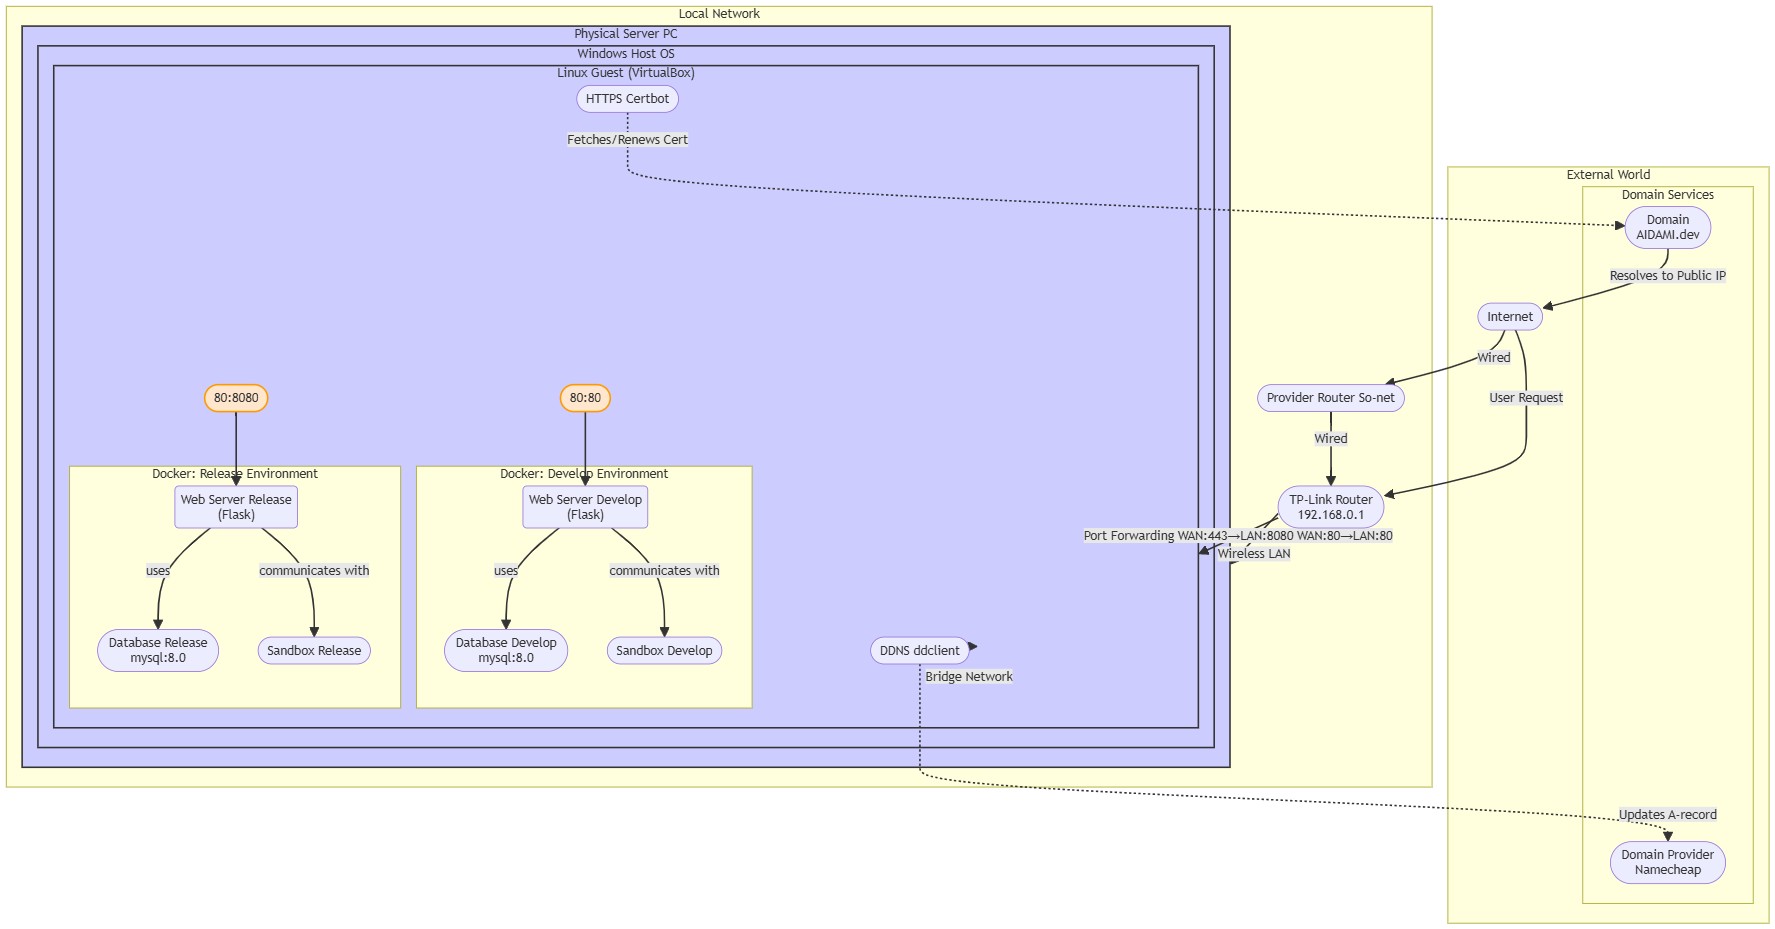 Local Network
Physical Server PC
Windows Host OS
Linux Guest (VirtualBox)
HTTPS Certbot
Fetches/Renews Cert
External World
Domain Services
Domain
AIDAMI.dev
Resolves to Public IP
Internet
Wired
User Request
Provider Router So-net
Wired
TP-Link Router
192.168.0.1
Port Forwarding WAN:443→LAN:8080 WAN:80→LAN:80
Wireless LAN
80:8080
80:80
Docker: Release Environment
Web Server Release
(Flask)
uses
communicates with
Database Release
mysql:8.0
Sandbox Release
Docker: Develop Environment
Web Server Develop
(Flask)
uses
communicates with
Database Develop
mysql:8.0
Sandbox Develop
DDNS ddclient
Bridge Network
Updates A-record
Domain Provider
Namecheap